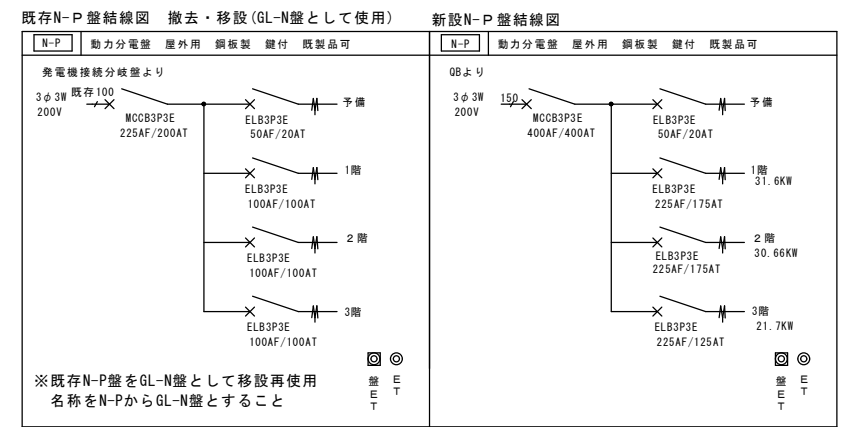 既存N-P盤結線図　撤去・移設(GL-N盤として使用)
N-P 動力分電盤 屋外用 鋼板製 鍵付 既製品可
発電機接続分岐盤より
3φ3W 既存100
200V
MCCB3P3E
225AF/200AT
予備
ELB3P3E
50AF/20AT
1階
ELB3P3E
100AF/100AT
2階
ELB3P3E
100AF/100AT
3階
ELB3P3E
100AF/100AT
盤ET
ET
※既存N-P盤をGL-N盤として移設再使用
名称をN-PからGL-N盤とすること
新設N-P盤結線図
N-P 動力分電盤 屋外用 鋼板製 鍵付 既製品可
QBより
3φ3W 150
200V
MCCB3P3E
400AF/400AT
予備
ELB3P3E
50AF/20AT
1階
31.6KW
ELB3P3E
225AF/175AT
2階
30.66KW
ELB3P3E
225AF/175AT
3階
21.7KW
ELB3P3E
225AF/125AT
盤ET
ET